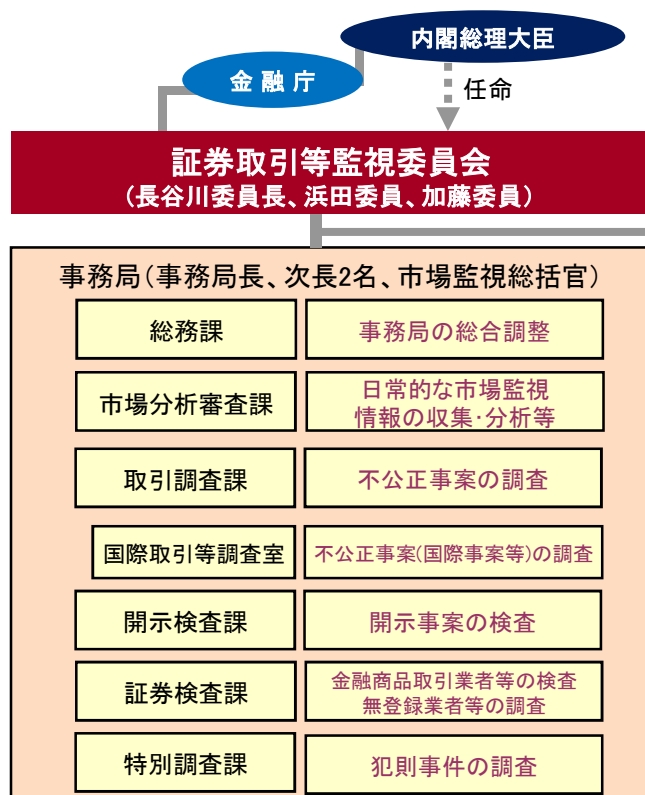 内閣総理大臣
金融庁
任命
証券取引等監視委員会
(長谷川委員長、浜田委員、加藤委員)
事務局(事務局長、次長2名、市場監視総括官)
総務課
事務局の総合調整
市場分析審査課
日常的な市場監視
情報の収集・分析等
取引調査課
不公正事案の調査
国際取引等調査室
不公正事案(国際事案等)の調査
開示検査課
開示事案の検査
証券検査課
金融商品取引業者等の検査
無登録業者等の調査
特別調査課
犯則事件の調査